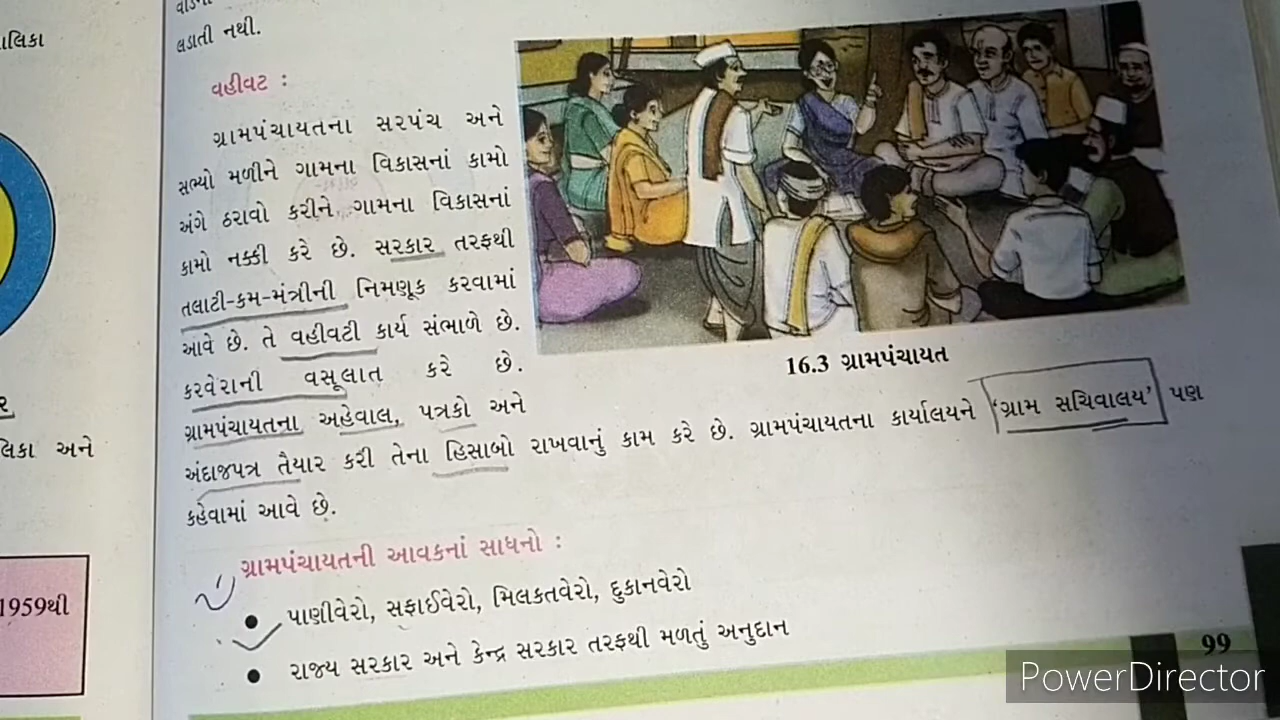 ાલિકા
લડાતી નથી.
વહીવટ :
ગ્રામપંચાયતના સરપંચ અને
સભ્યો મળીને ગામના વિકાસનાં કામો
અંગે ઠરાવો કરીને ગામના વિકાસનાં
કામો નક્કી કરે છે. સરકાર તરફથી
તલાટી-કમ-મંત્રીની નિમણૂક કરવામાં
આવે છે. તે વહીવટી કાર્ય સંભાળે છે.
કરવેરાની વસૂલાત કરે છે.
ગ્રામપંચાયતના અહેવાલ, પત્રકો અને
અંદાજપત્ર તૈયાર કરી તેના હિસાબો રાખવાનું કામ કરે છે. ગ્રામપંચાયતના કાર્યાલયને ‘ગ્રામ સચિવાલય’ પણ
કહેવામાં આવે છે.
16.3 ગ્રામપંચાયત
ગ્રામપંચાયતની આવકનાં સાધનો :
• પાણીવેરો, સફાઈવેરો, મિલકતવેરો, દુકાનવેરો
• રાજ્ય સરકાર અને કેન્દ્ર સરકાર તરફથી મળતું અનુદાન
લિકા અને
1959થી
99
PowerDirector